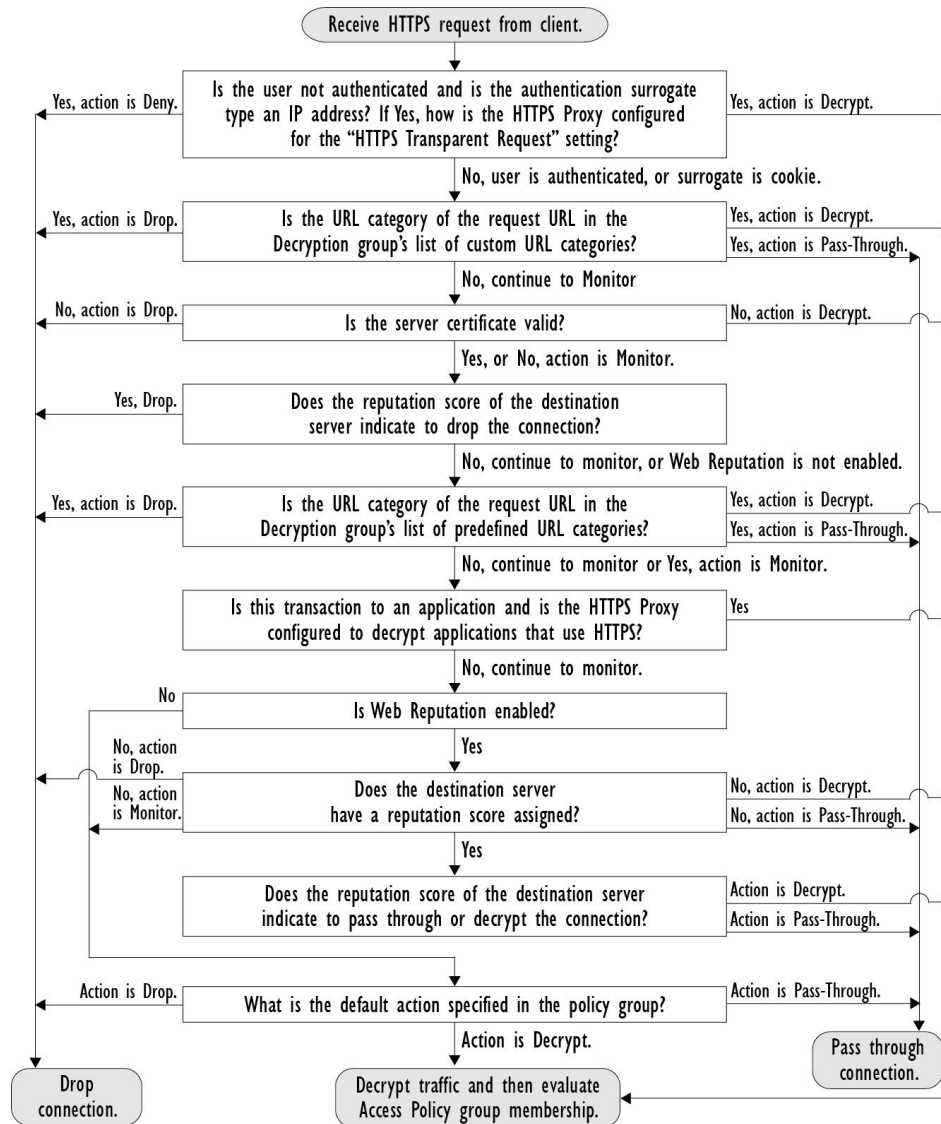 Receive HTTPS request from client.
Yes, action is Deny.
Is the user not authenticated and is the authentication surrogate
type an IP address? If Yes, how is the HTTPS Proxy configured
for the “HTTPS Transparent Request” setting?
Yes, action is Decrypt.
No, user is authenticated, or surrogate is cookie.
Yes, action is Drop.
Is the URL category of the request URL in the
Decryption group’s list of custom URL categories?
Yes, action is Decrypt.
Yes, action is Pass-Through.
No, continue to Monitor
No, action is Drop.
Is the server certificate valid?
No, action is Decrypt.
Yes, or No, action is Monitor.
Yes, Drop.
Does the reputation score of the destination
server indicate to drop the connection?
No, continue to monitor, or Web Reputation is not enabled.
Yes, action is Drop.
Is the URL category of the request URL in the
Decryption group’s list of predefined URL categories?
Yes, action is Decrypt.
Yes, action is Pass-Through.
No, continue to monitor or Yes, action is Monitor.
Is this transaction to an application and is the HTTPS Proxy
configured to decrypt applications that use HTTPS?
Yes
No, continue to monitor.
No
Is Web Reputation enabled?
Yes
No, action
is Drop.
No, action
is Monitor.
Does the destination server
have a reputation score assigned?
No, action is Decrypt.
No, action is Pass-Through.
Yes
Does the reputation score of the destination server
indicate to pass through or decrypt the connection?
Action is Decrypt.
Action is Pass-Through.
Action is Drop.
What is the default action specified in the policy group?
Action is Pass-Through.
Action is Decrypt.
Drop
connection.
Decrypt traffic and then evaluate
Access Policy group membership.
Pass through
connection.